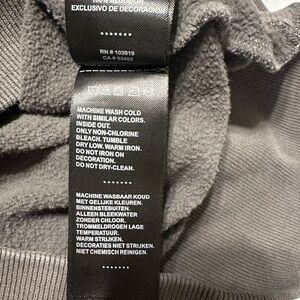 EXCLUSIVO DE DECORACIÓN
RN # 103819
CA # 03402
MACHINE WASH COLD
WITH SIMILAR COLORS.
INSIDE OUT.
ONLY NON-CHLORINE
BLEACH. TUMBLE
DRY LOW. WARM IRON.
DO NOT IRON ON
DECORATION.
DO NOT DRY-CLEAN.
MACHINE WASBAAR KOUD
MET GELIJKE KLEUREN.
BINNENSTEBUITEN.
ALLEEN BLEEKWATER
ZONDER CHLOOR.
TROMMELDROGEN LAGE
TEMPERATUUR.
WARM STRIJKEN.
DECORATIES NIET STRIJKEN.
NIET CHEMISCH REINIGEN.